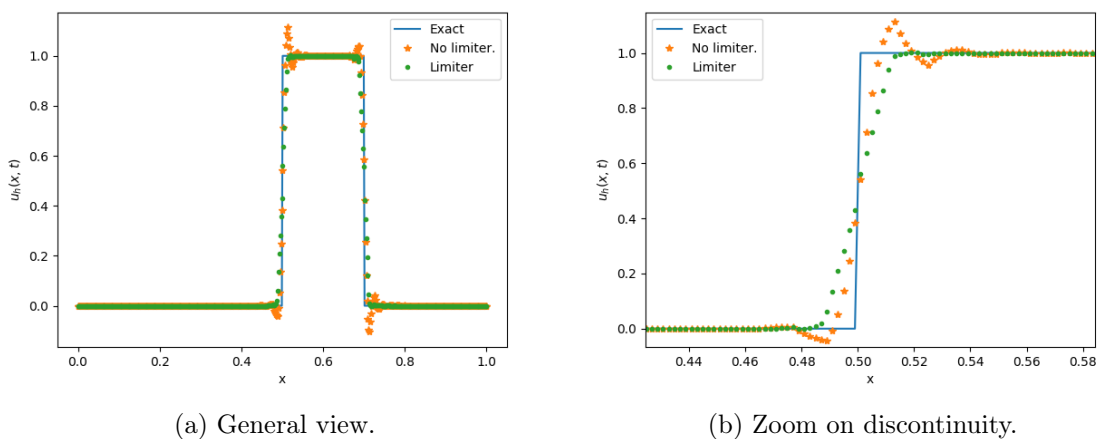 Exact
No limiter.
Limiter
1.0
0.8
0.6
0.4
0.2
0.0
uₕ(x, t)
0.0 0.2 0.4 0.6 0.8 1.0
x
(a) General view.
Exact
No limiter.
Limiter
1.0
0.8
0.6
0.4
0.2
0.0
uₕ(x, t)
0.44 0.46 0.48 0.50 0.52 0.54 0.56 0.58
x
(b) Zoom on discontinuity.